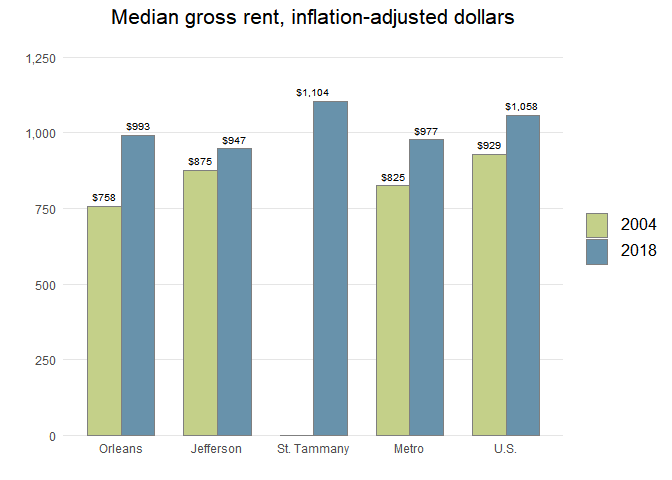 Median gross rent, inflation-adjusted dollars
1,250
1,000
750
500
250
0
$758
$993
$875
$947
$1,104
$825
$977
$929
$1,058
Orleans
Jefferson
St. Tammany
Metro
U.S.
2004
2018